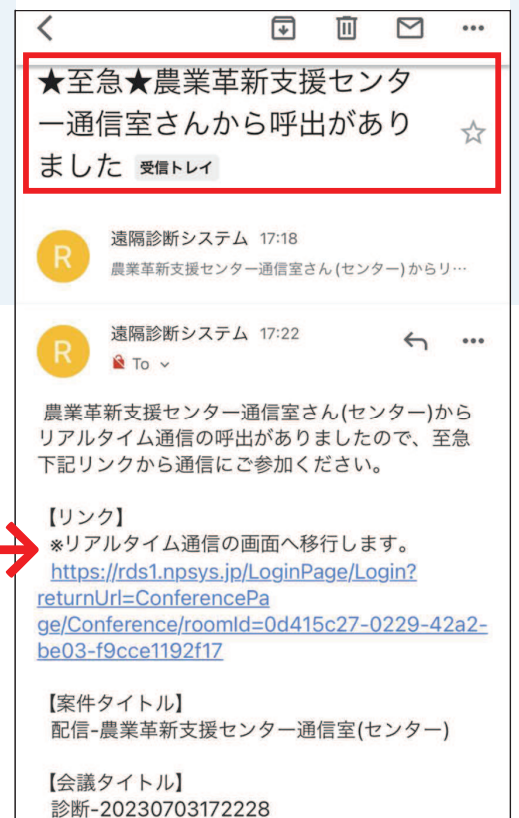 ★至急★農業革新支援センタ
ー通信室さんから呼出があり
ました 受信トレイ
R
遠隔診断システム 17:18
農業革新支援センター通信室さん(センター)からリ…
R
遠隔診断システム 17:22
To
農業革新支援センター通信室さん(センター)から
リアルタイム通信の呼出がありましたので、至急
下記リンクから通信にご参加ください。
【リンク】
※リアルタイム通信の画面へ移行します。
https://rds1.npsys.jp/LoginPage/Login?
returnUrl=ConferencePa
ge/Conference/roomId=0d415c27-0229-42a2-
be03-f9cce1192f17
【案件タイトル】
配信-農業革新支援センター通信室(センター)
【会議タイトル】
診断-20230703172228